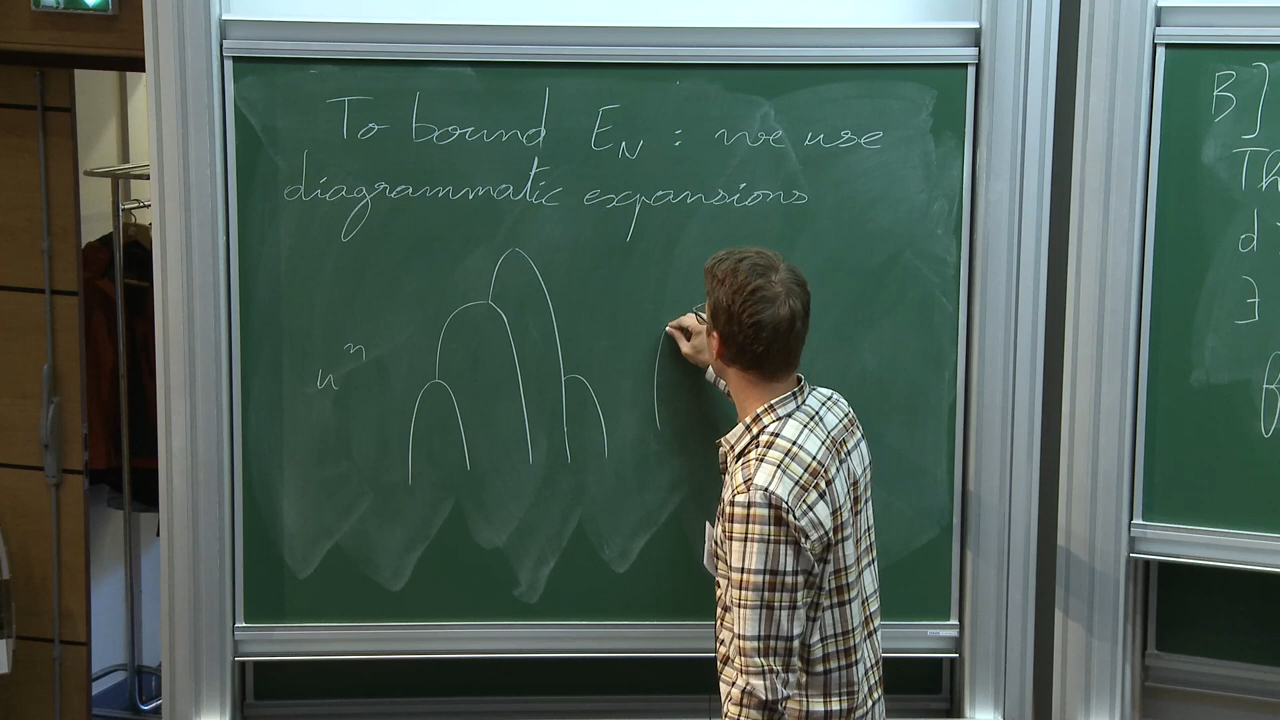 To bound E_N : we use
diagrammatic expansions
u^n
B]
Th
d
∃